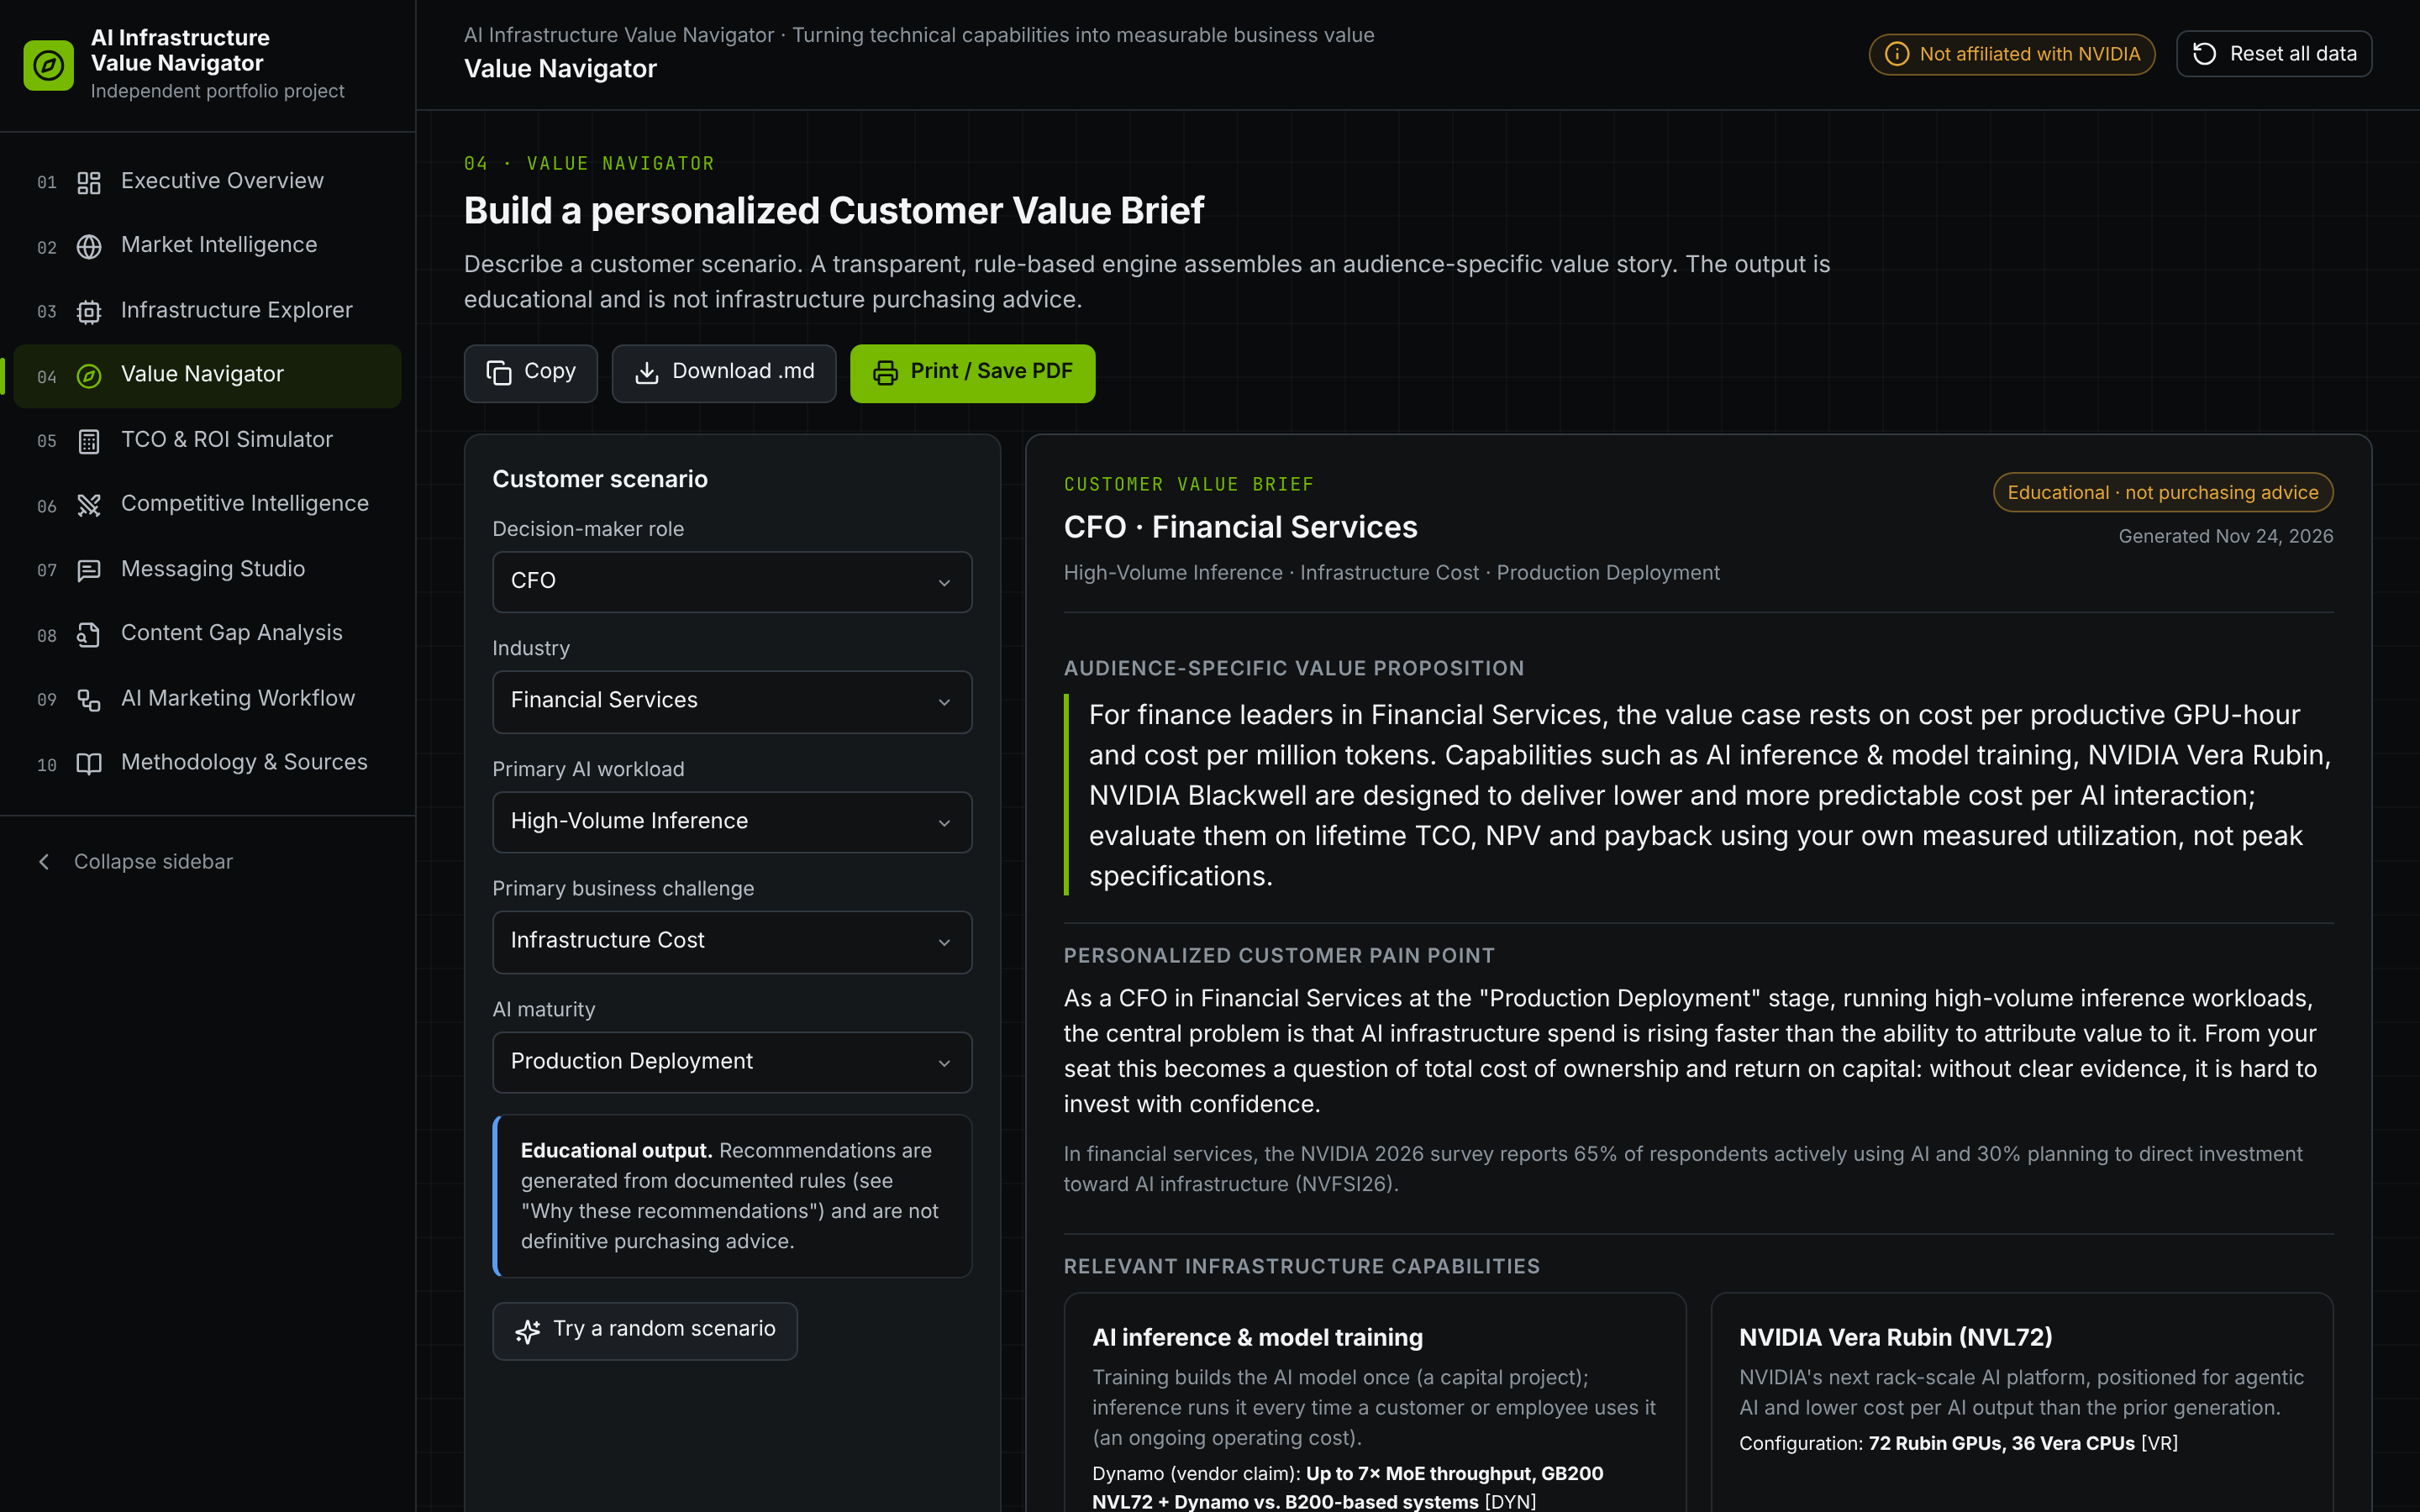 AI Infrastructure
Value Navigator
Independent portfolio project
01 Executive Overview
02 Market Intelligence
03 Infrastructure Explorer
04 Value Navigator
05 TCO & ROI Simulator
06 Competitive Intelligence
07 Messaging Studio
08 Content Gap Analysis
09 AI Marketing Workflow
10 Methodology & Sources
Collapse sidebar
AI Infrastructure Value Navigator · Turning technical capabilities into measurable business value
Value Navigator
Not affiliated with NVIDIA
Reset all data
04 · VALUE NAVIGATOR
Build a personalized Customer Value Brief
Describe a customer scenario. A transparent, rule-based engine assembles an audience-specific value story. The output is
educational and is not infrastructure purchasing advice.
Copy
Download .md
Print / Save PDF
Customer scenario
Decision-maker role
CFO
Industry
Financial Services
Primary AI workload
High-Volume Inference
Primary business challenge
Infrastructure Cost
AI maturity
Production Deployment
Educational output. Recommendations are
generated from documented rules (see
"Why these recommendations") and are not
definitive purchasing advice.
Try a random scenario
CUSTOMER VALUE BRIEF
CFO · Financial Services
High-Volume Inference · Infrastructure Cost · Production Deployment
Educational · not purchasing advice
Generated Nov 24, 2026
AUDIENCE-SPECIFIC VALUE PROPOSITION
For finance leaders in Financial Services, the value case rests on cost per productive GPU-hour
and cost per million tokens. Capabilities such as AI inference & model training, NVIDIA Vera Rubin,
NVIDIA Blackwell are designed to deliver lower and more predictable cost per AI interaction;
evaluate them on lifetime TCO, NPV and payback using your own measured utilization, not peak
specifications.
PERSONALIZED CUSTOMER PAIN POINT
As a CFO in Financial Services at the "Production Deployment" stage, running high-volume inference workloads,
the central problem is that AI infrastructure spend is rising faster than the ability to attribute value to it. From your
seat this becomes a question of total cost of ownership and return on capital: without clear evidence, it is hard to
invest with confidence.
In financial services, the NVIDIA 2026 survey reports 65% of respondents actively using AI and 30% planning to direct investment
toward AI infrastructure (NVFSI26).
RELEVANT INFRASTRUCTURE CAPABILITIES
AI inference & model training
Training builds the AI model once (a capital project);
inference runs it every time a customer or employee uses it
(an ongoing operating cost).
Dynamo (vendor claim): Up to 7× MoE throughput, GB200
NVL72 + Dynamo vs. B200-based systems [DYN]
NVIDIA Vera Rubin (NVL72)
NVIDIA's next rack-scale AI platform, positioned for agentic
AI and lower cost per AI output than the prior generation.
Configuration: 72 Rubin GPUs, 36 Vera CPUs [VR]